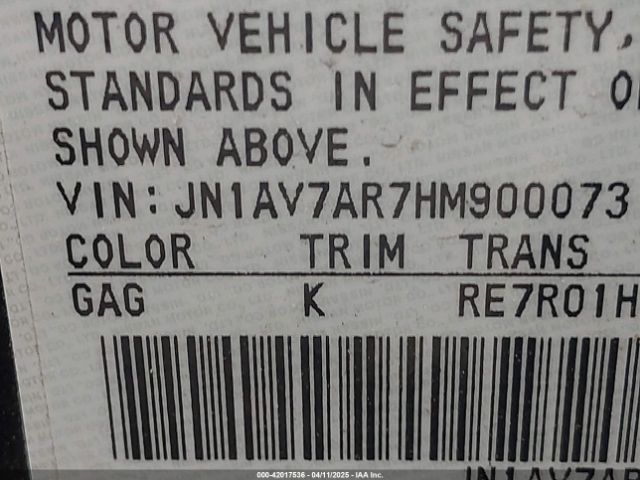 MOTOR VEHICLE SAFETY,
STANDARDS IN EFFECT O
SHOWN ABOVE.
VIN: JN1AV7AR7HM900073
COLOR TRIM TRANS
GAG K RE7R01H
JN1AV7AR
000-42017536 - 04/11/2025 - IAA Inc.